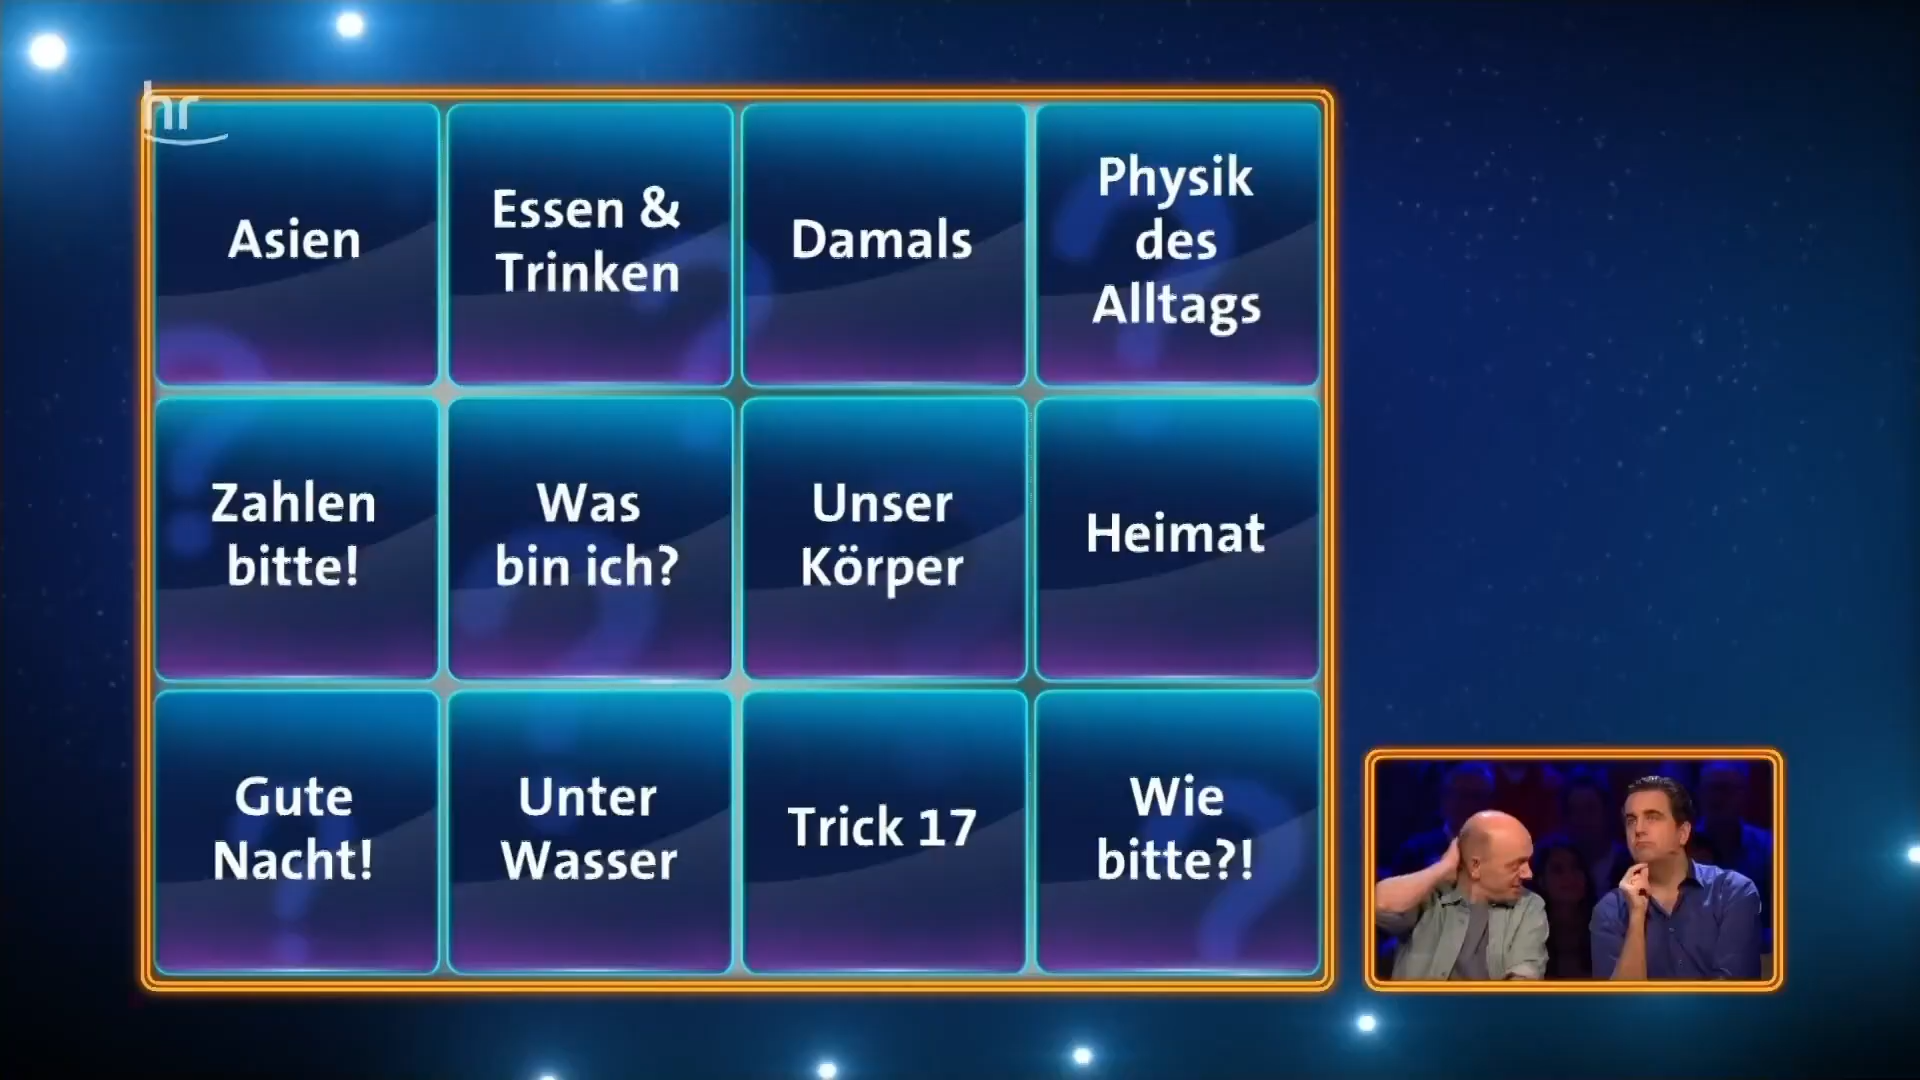 hr
Asien
Essen &
Trinken
Damals
Physik
des
Alltags
Zahlen
bitte!
Was
bin ich?
Unser
Körper
Heimat
Gute
Nacht!
Unter
Wasser
Trick 17
Wie
bitte?!